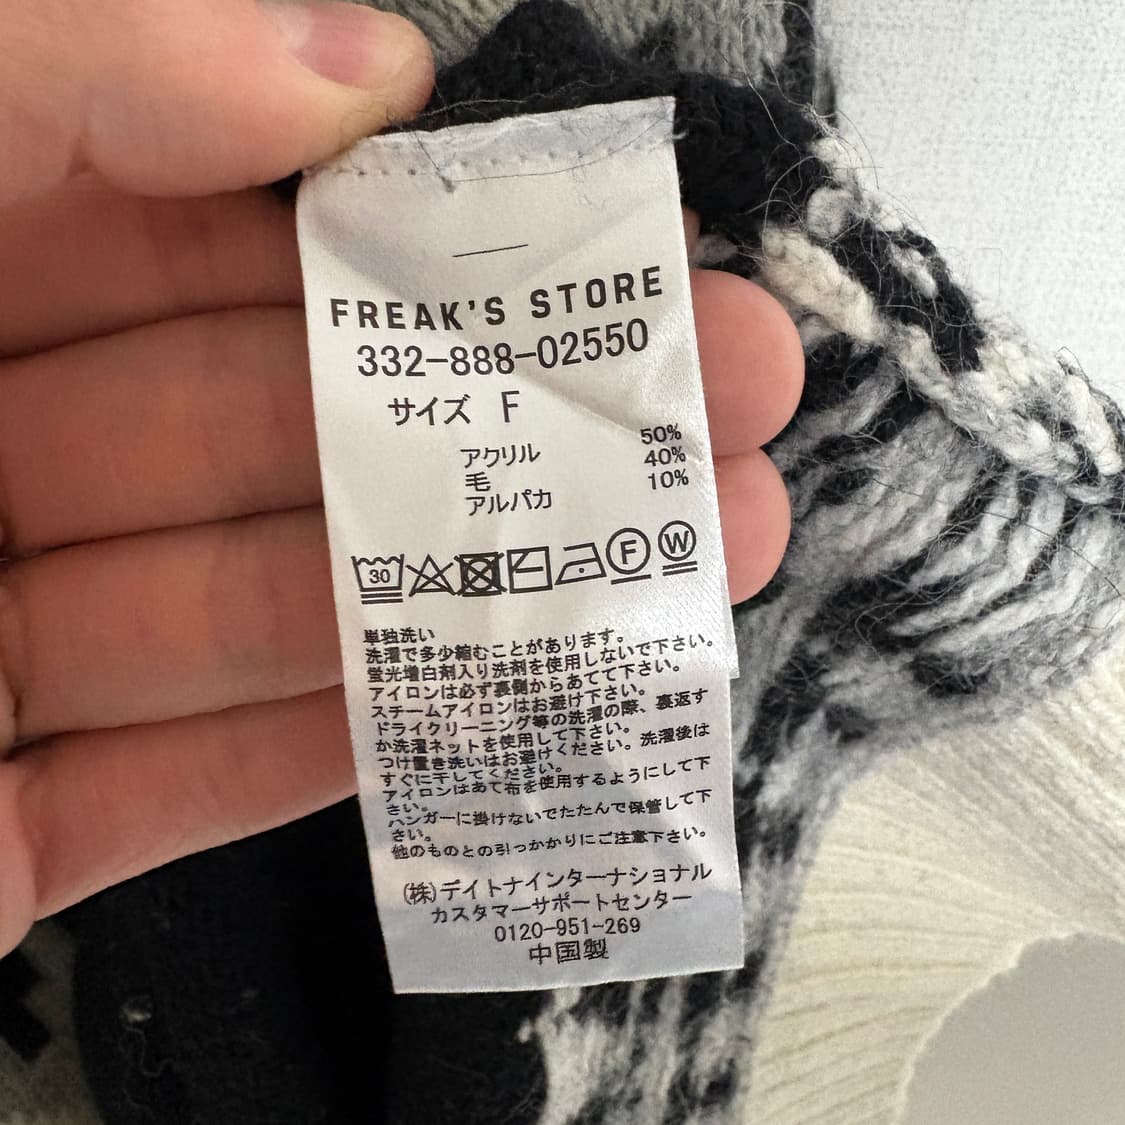 FREAK'S STORE
332-888-02550
サイズ F
アクリル 50%
毛 40%
アルパカ 10%
30 F W
単独洗い
洗濯で多少縮むことがあります。
蛍光増白剤入り洗剤を使用しないで下さい。
アイロンは必ず裏側からあてて下さい。
スチームアイロンはお避け下さい。
ドライクリーニング等の洗濯の際、裏返す
か洗濯ネットを使用して下さい。
つけ置き洗いはお避けください。洗濯後は
すぐに干してください。
アイロンはあて布を使用するようにして下
さい。
ハンガーに掛けないでたたんで保管して下
さい。
他のものとの引っかかりにご注意下さい。
(株)デイトナインターナショナル
カスタマーサポートセンター
0120-951-269
中国製